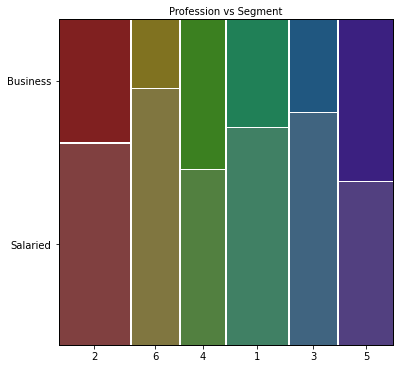 Profession vs Segment
Business
Salaried
2 6 4 1 3 5